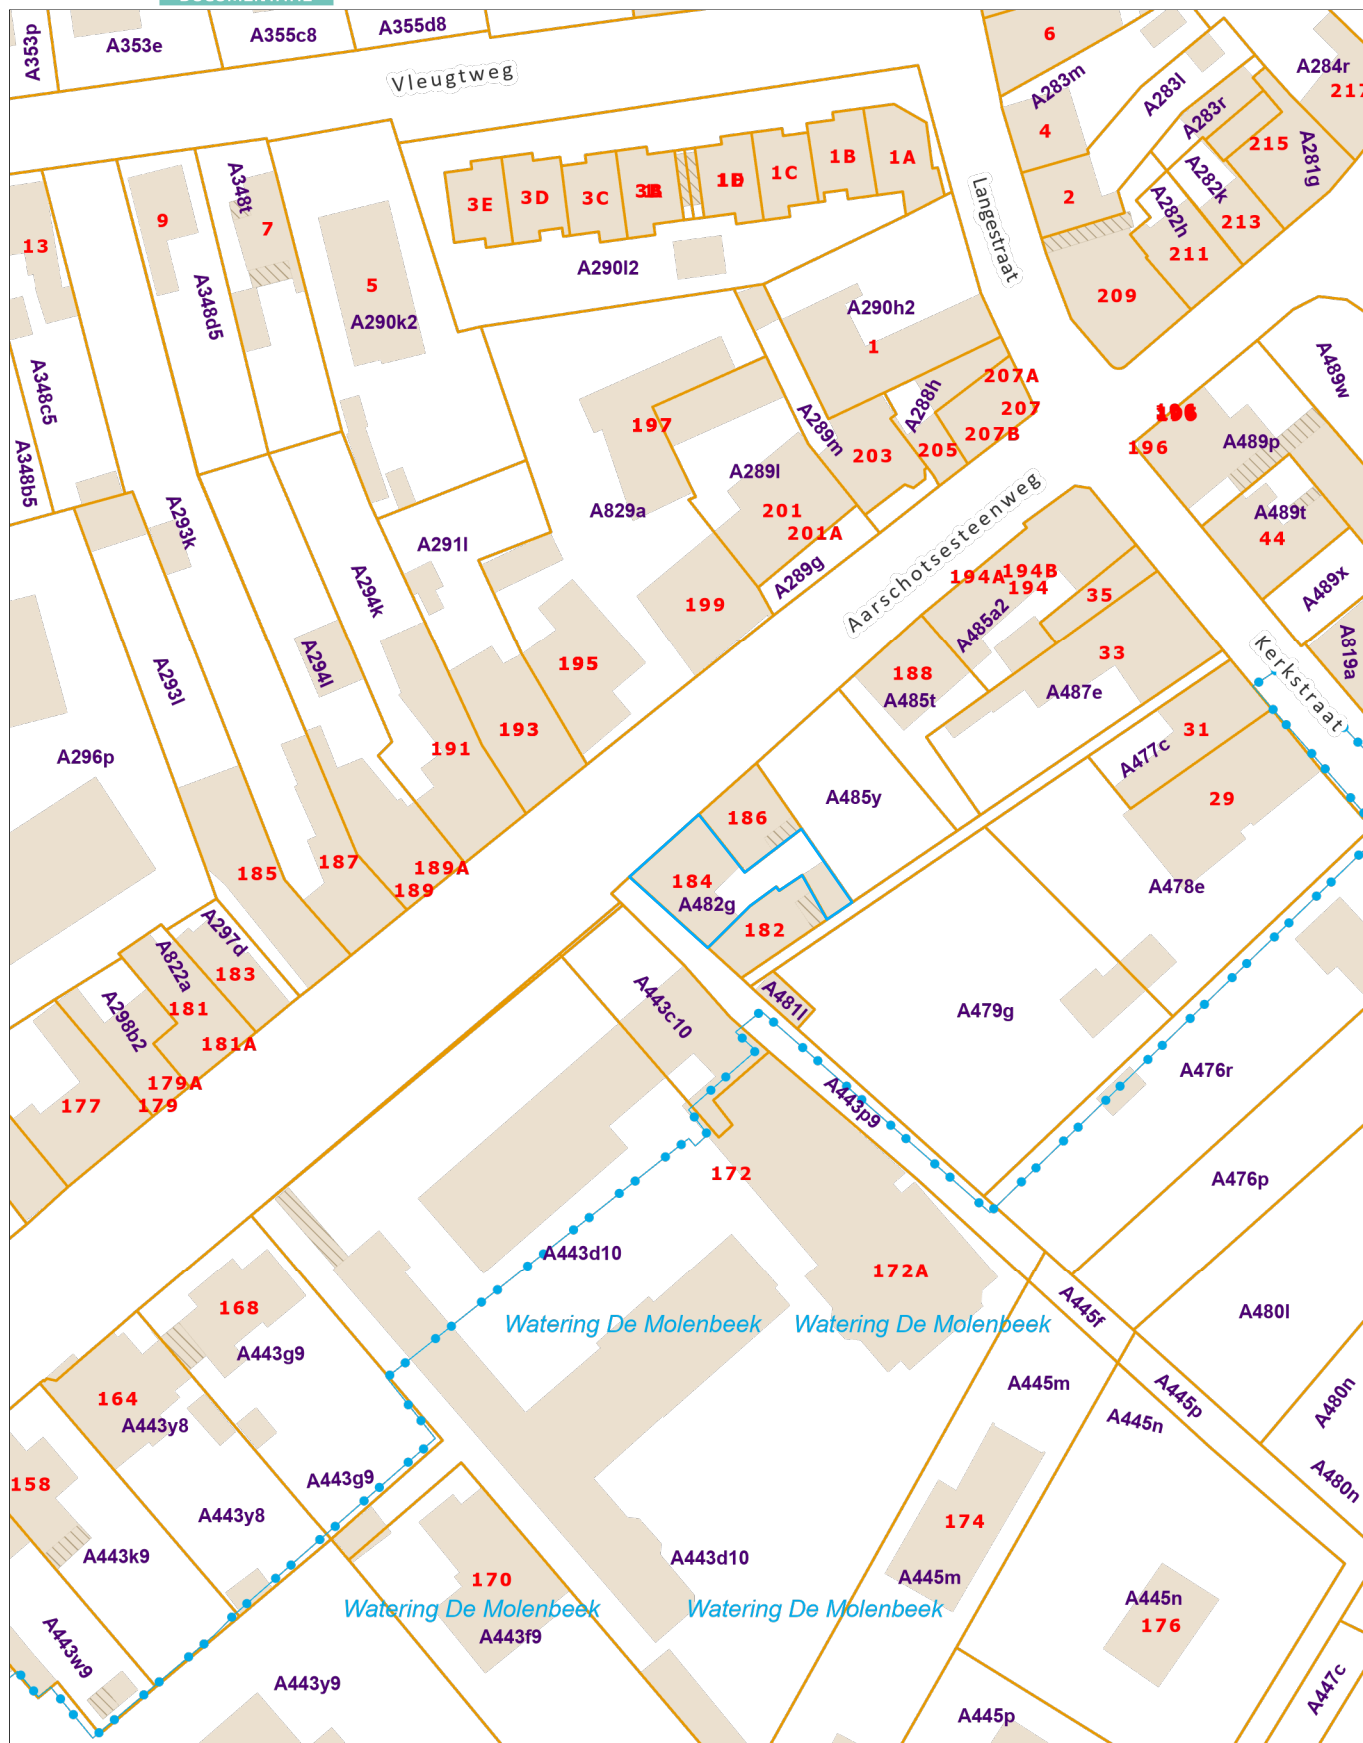 A353p
A353e
A355c8
A355d8
Vleugtweg
6
A283m
A283l
A284r
217
4
A283r
215
A281g
2
A282k
A282h
213
211
209
Langestraat
3E
3D
3C
1C
1B
1A
A290l2
9
A348t
7
13
A348d5
5
A290k2
A348c5
A348b5
A290h2
1
207A
207
207B
A288h
205
203
A289m
197
A289l
201
201A
A829a
A289g
199
A489w
196
A489p
A489t
44
A489x
A819a
Aarschotsesteenweg
Kerkstraat
A293k
A291l
A294k
A294l
A293l
195
193
191
A296p
194A
194B
194
35
A485a2
33
188
A485t
A487e
A477c
31
29
A485y
186
184
A482g
182
A478e
185
187
189A
189
A297d
183
A822a
181
A298b2
181A
179A
179
177
A443c10
A481l
A479g
A476r
A443p9
172
A476p
A443d10
172A
Watering De Molenbeek
Watering De Molenbeek
168
A443g9
A445f
A480l
164
A443y8
A445m
A445p
A445n
A480n
A480n
158
A443g9
A443y8
A443k9
174
A443d10
A445m
170
Watering De Molenbeek
Watering De Molenbeek
A445n
176
A443f9
A443w9
A443y9
A445p
A447c